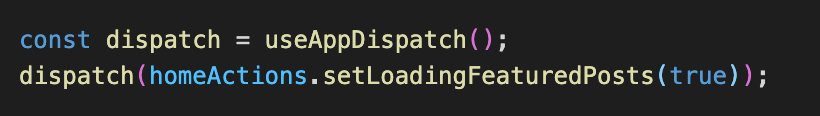 const dispatch = useAppDispatch();
dispatch(homeActions.setLoadingFeaturedPosts(true));